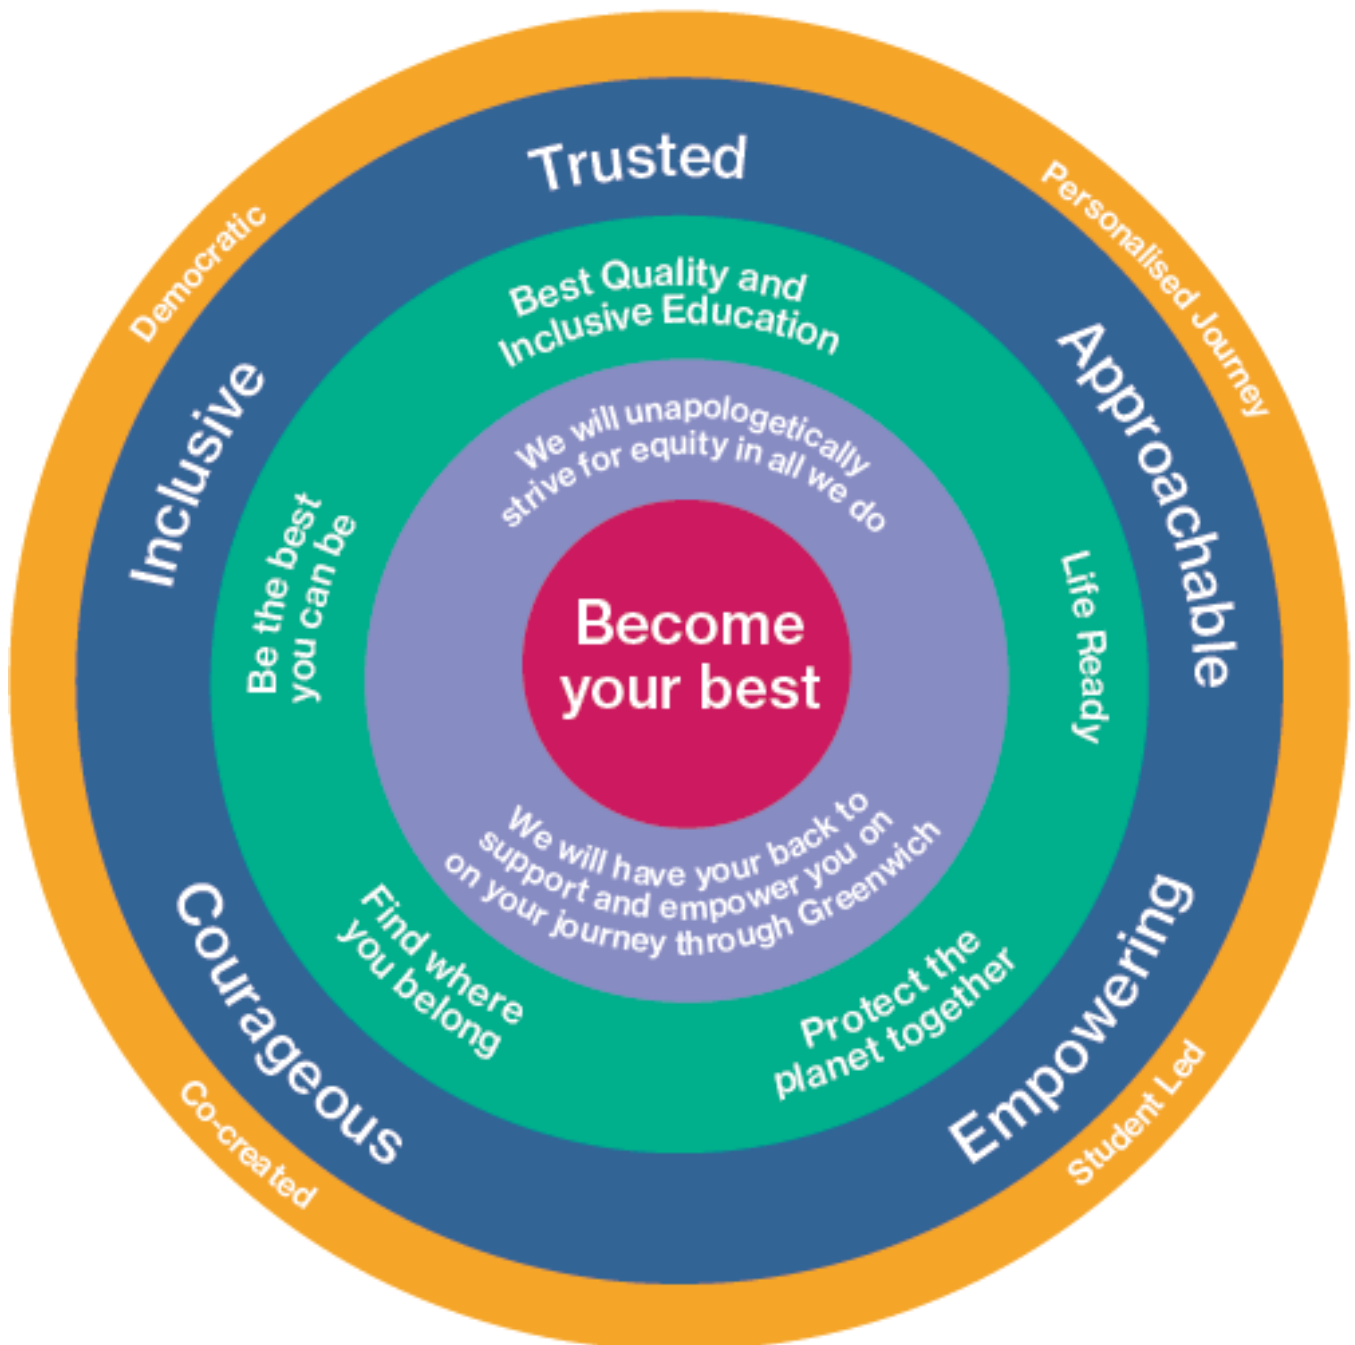 Trusted
Democratic
Personalised Journey
Best Quality and
Inclusive Education
Inclusive
Approachable
We will unapologetically
strive for equity in all we do
Be the best
you can be
Life Ready
Become
your best
We will have your back to
support and empower you on
on your journey through Greenwich
Courageous
Find where
you belong
Protect the
planet together
Empowering
Co-created
Student Led